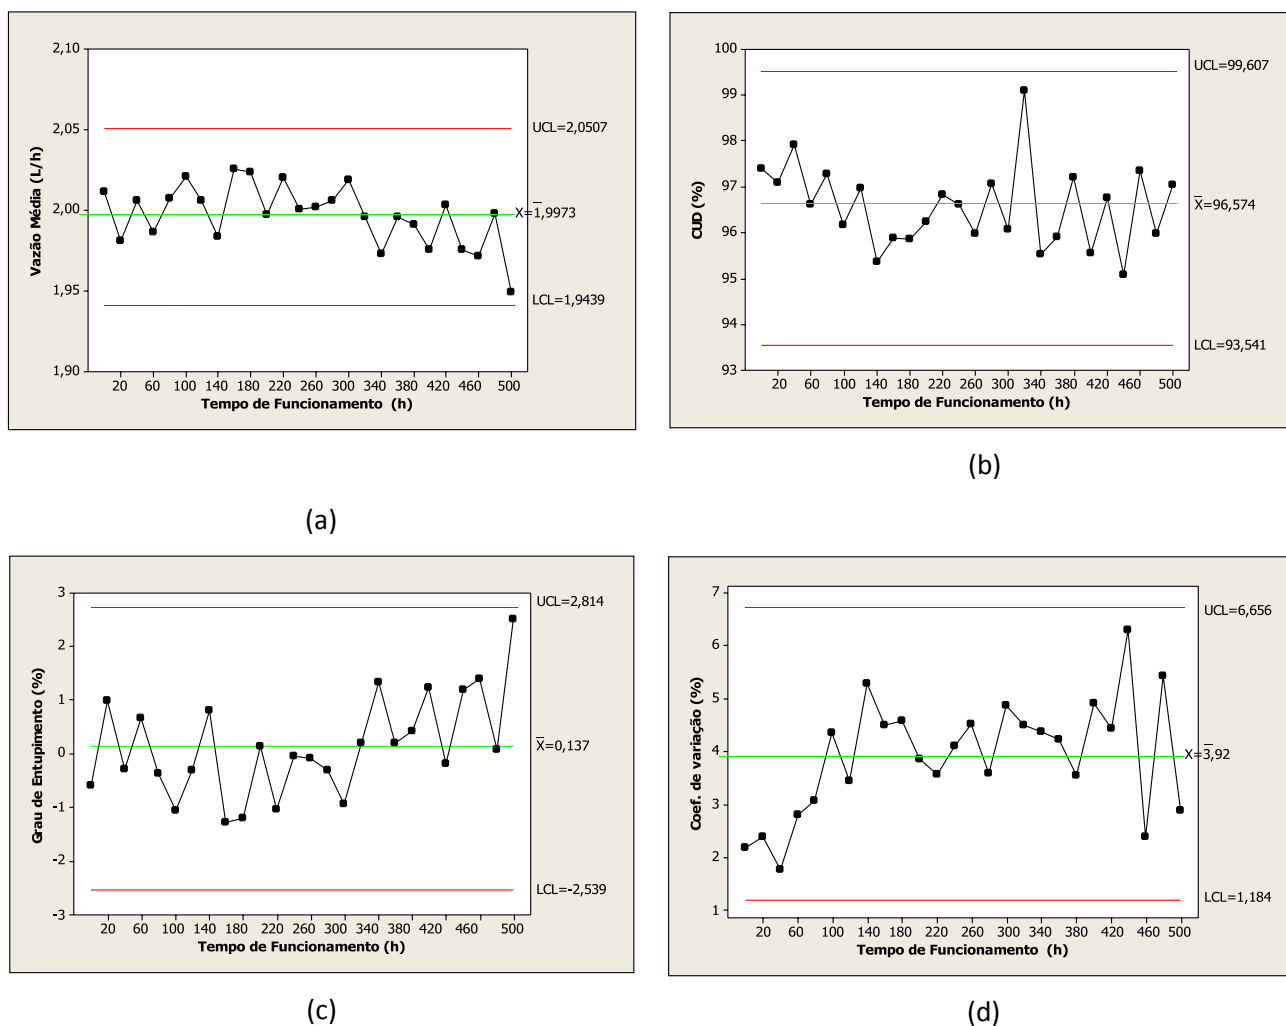 2,10
2,05
2,00
1,95
1,90
Vazão Média (L/h)
UCL=2,0507
X=1,9973
LCL=1,9439
20 60 100 140 180 220 260 300 340 380 420 460 500
Tempo de Funcionamento (h)
(a)
100
99
98
97
96
95
94
93
CUD (%)
UCL=99,607
X=96,574
LCL=93,541
20 60 100 140 180 220 260 300 340 380 420 460 500
Tempo de Funcionamento (h)
(b)
3
2
1
0
-1
-2
-3
Grau de Entupimento (%)
UCL=2,814
X=0,137
LCL=-2,539
20 60 100 140 180 220 260 300 340 380 420 460 500
Tempo de Funcionamento (h)
(c)
7
6
5
4
3
2
1
Coef. de variação (%)
UCL=6,656
X=3,92
LCL=1,184
20 60 100 140 180 220 260 300 340 380 420 460 500
Tempo de Funcionamento (h)
(d)